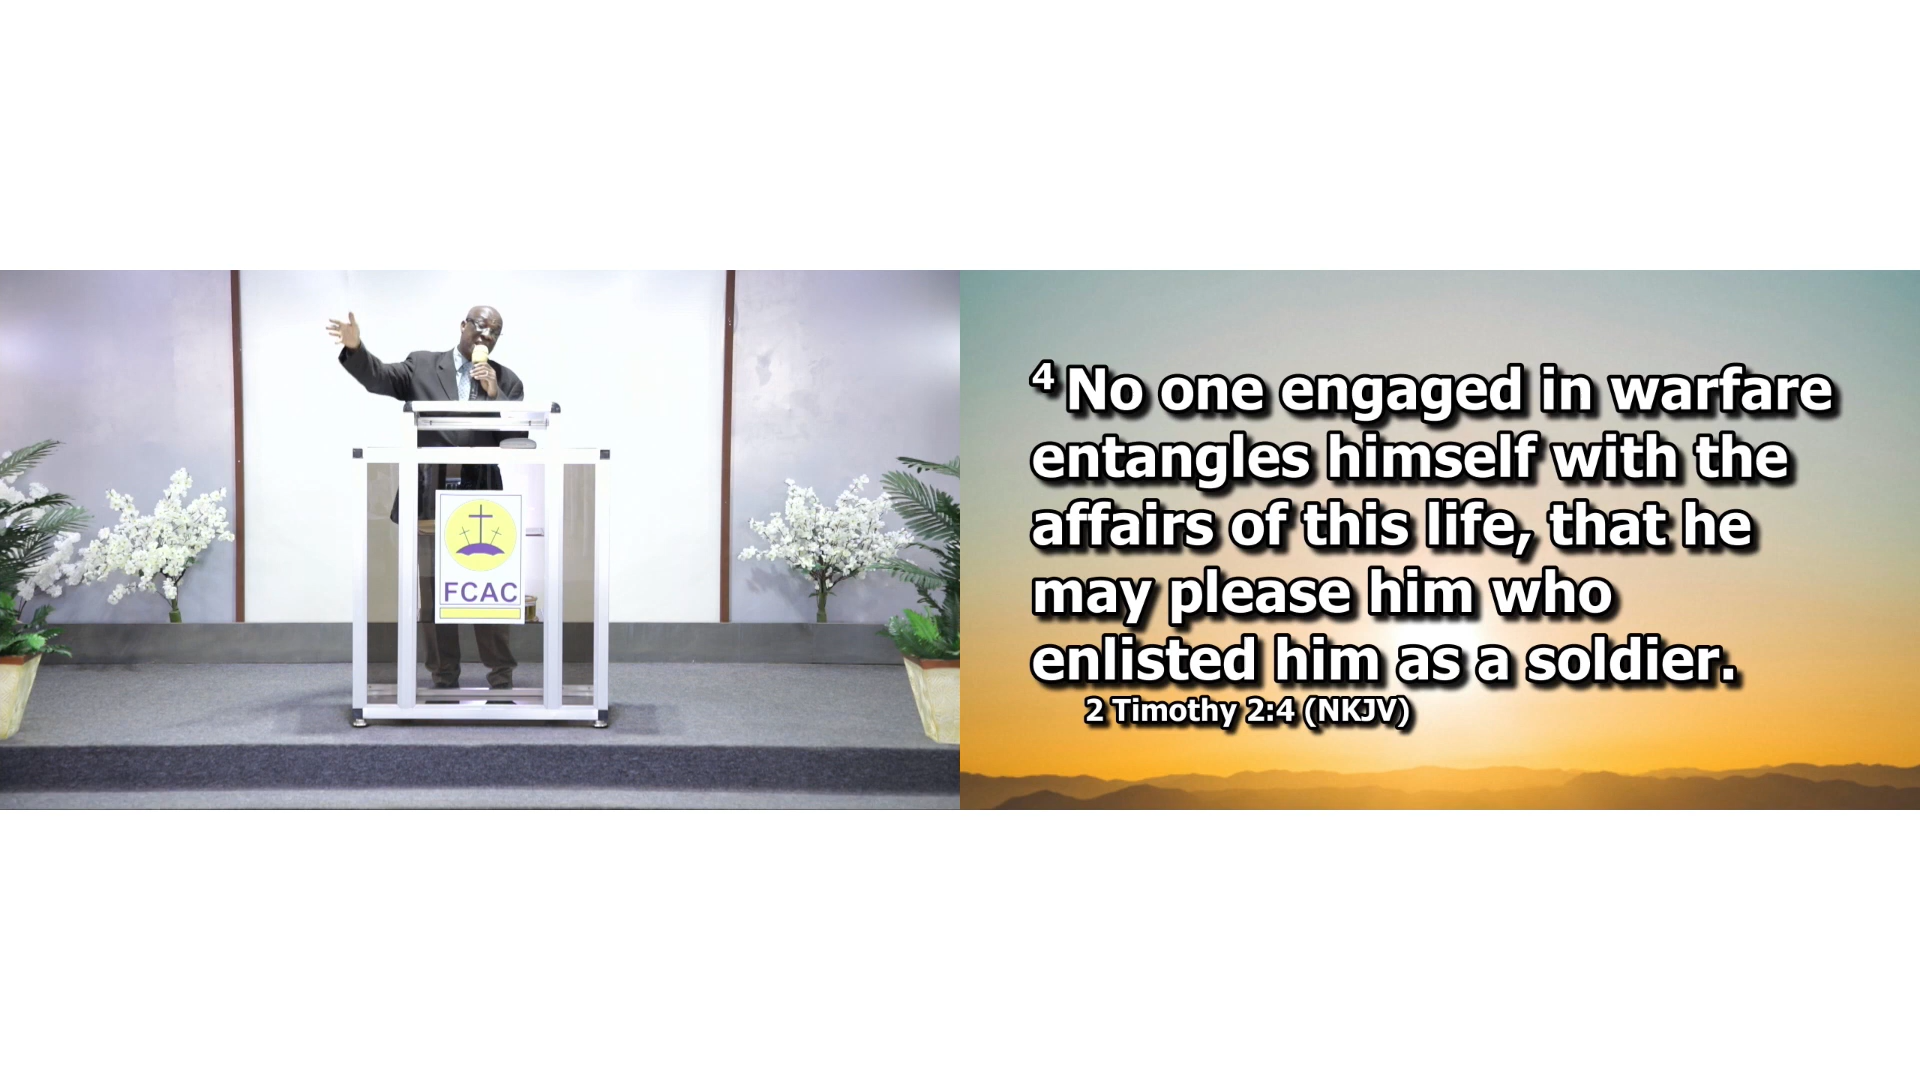 FCAC
⁴ No one engaged in warfare
entangles himself with the
affairs of this life, that he
may please him who
enlisted him as a soldier.
2 Timothy 2:4 (NKJV)